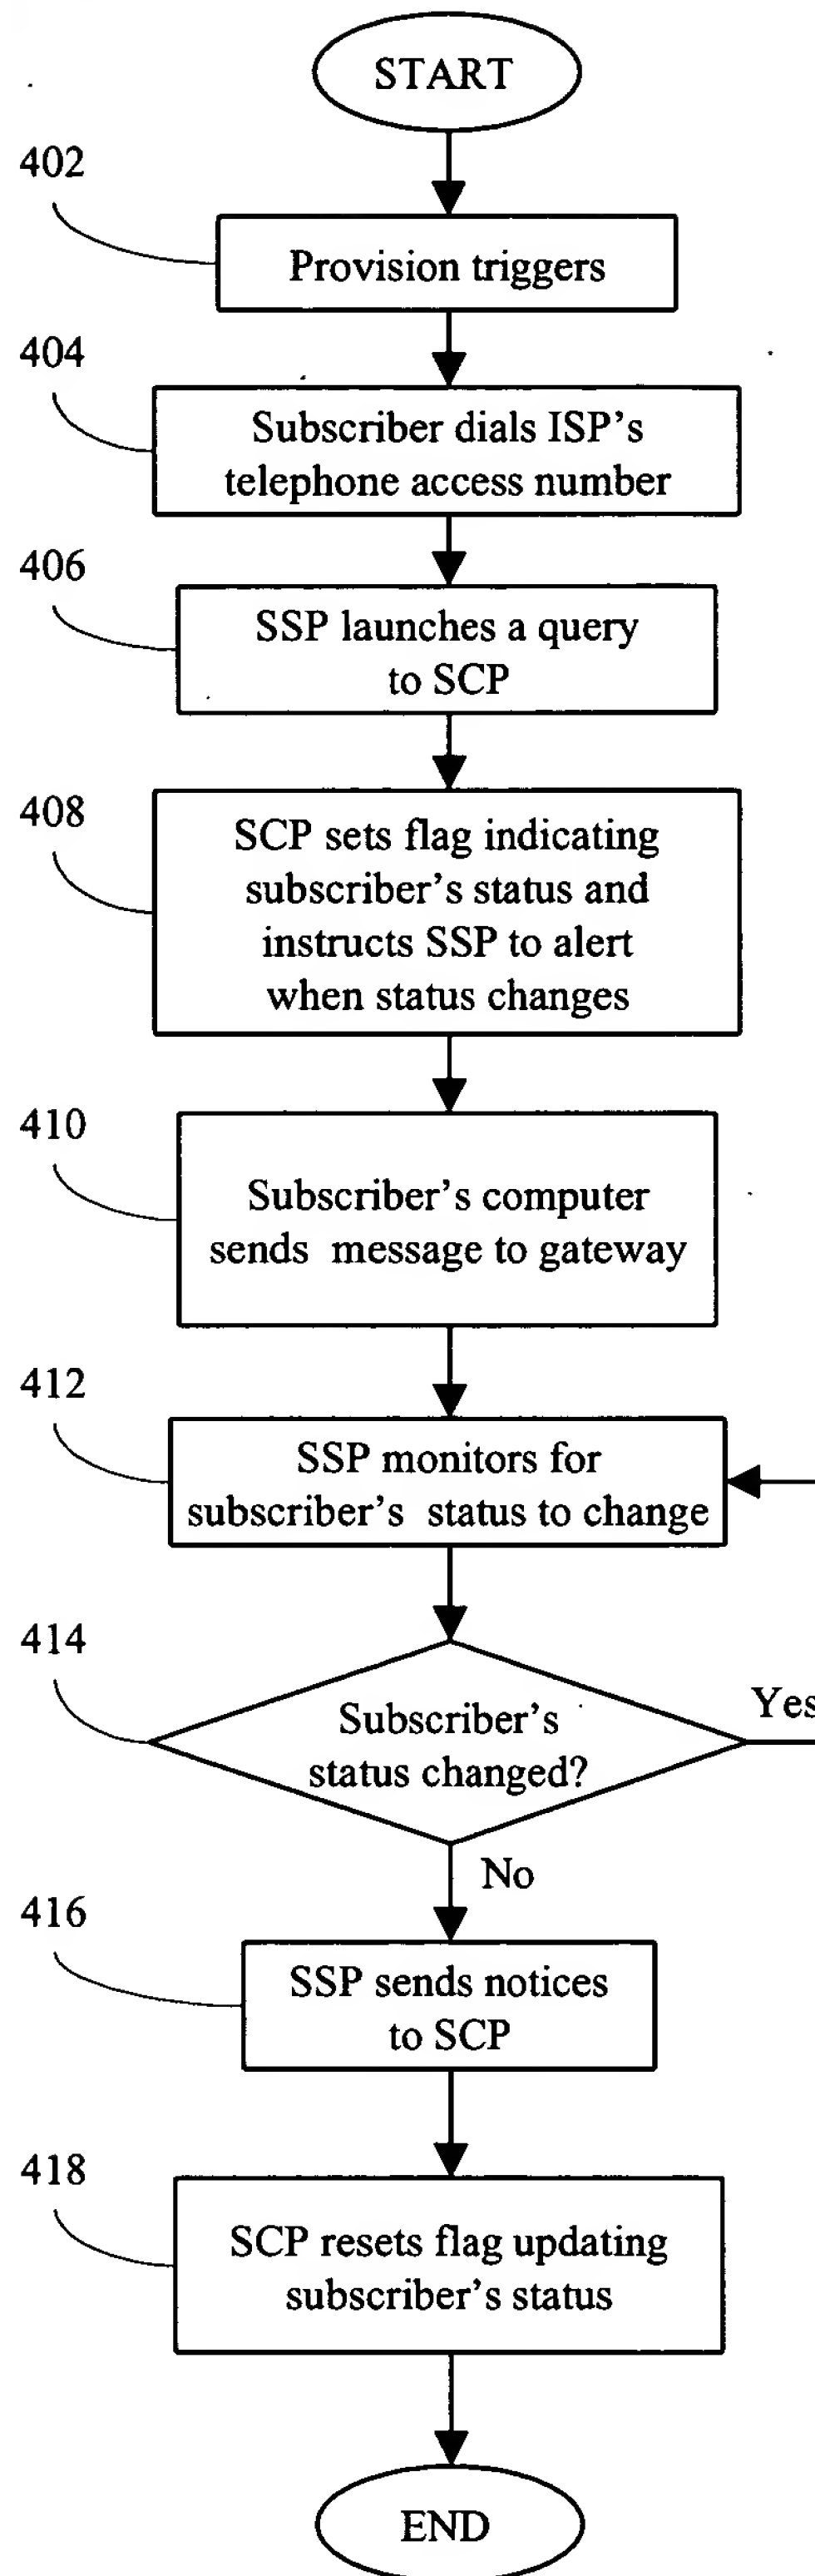 START
402
Provision triggers
404
Subscriber dials ISP's
telephone access number
406
SSP launches a query
to SCP
408
SCP sets flag indicating
subscriber's status and
instructs SSP to alert
when status changes
410
Subscriber's computer
sends message to gateway
412
SSP monitors for
subscriber's status to change
414
Subscriber's
status changed?
Yes
No
416
SSP sends notices
to SCP
418
SCP resets flag updating
subscriber's status
END